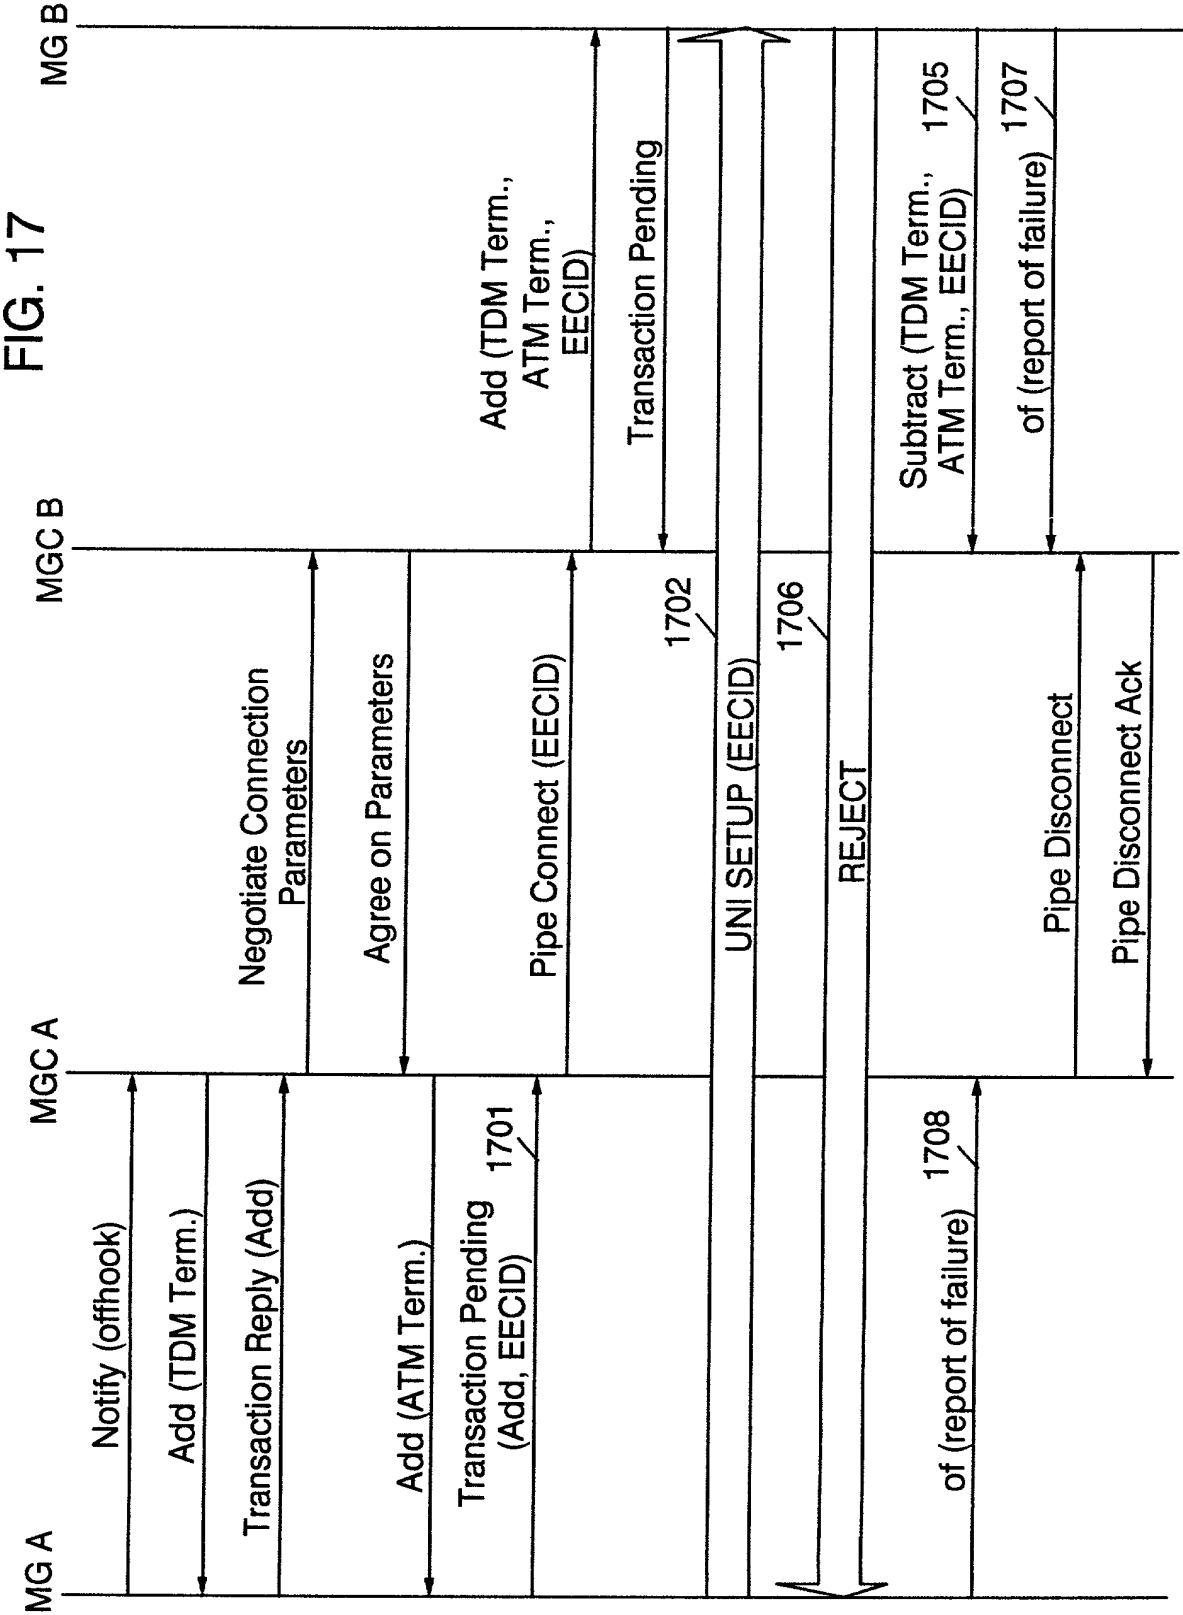 FIG. 17
MG A
MGC A
MGC B
MG B
Notify (offhook)
Add (TDM Term.)
Transaction Reply (Add)
Negotiate Connection
Parameters
Agree on Parameters
Add (ATM Term.)
Transaction Pending
(Add, EECID)
1701
Pipe Connect (EECID)
Add (TDM Term.,
ATM Term.,
EECID)
Transaction Pending
1702
UNI SETUP (EECID)
1706
REJECT
Subtract (TDM Term.,
ATM Term., EECID)
1705
of (report of failure)
1708
of (report of failure)
1707
Pipe Disconnect
Pipe Disconnect Ack